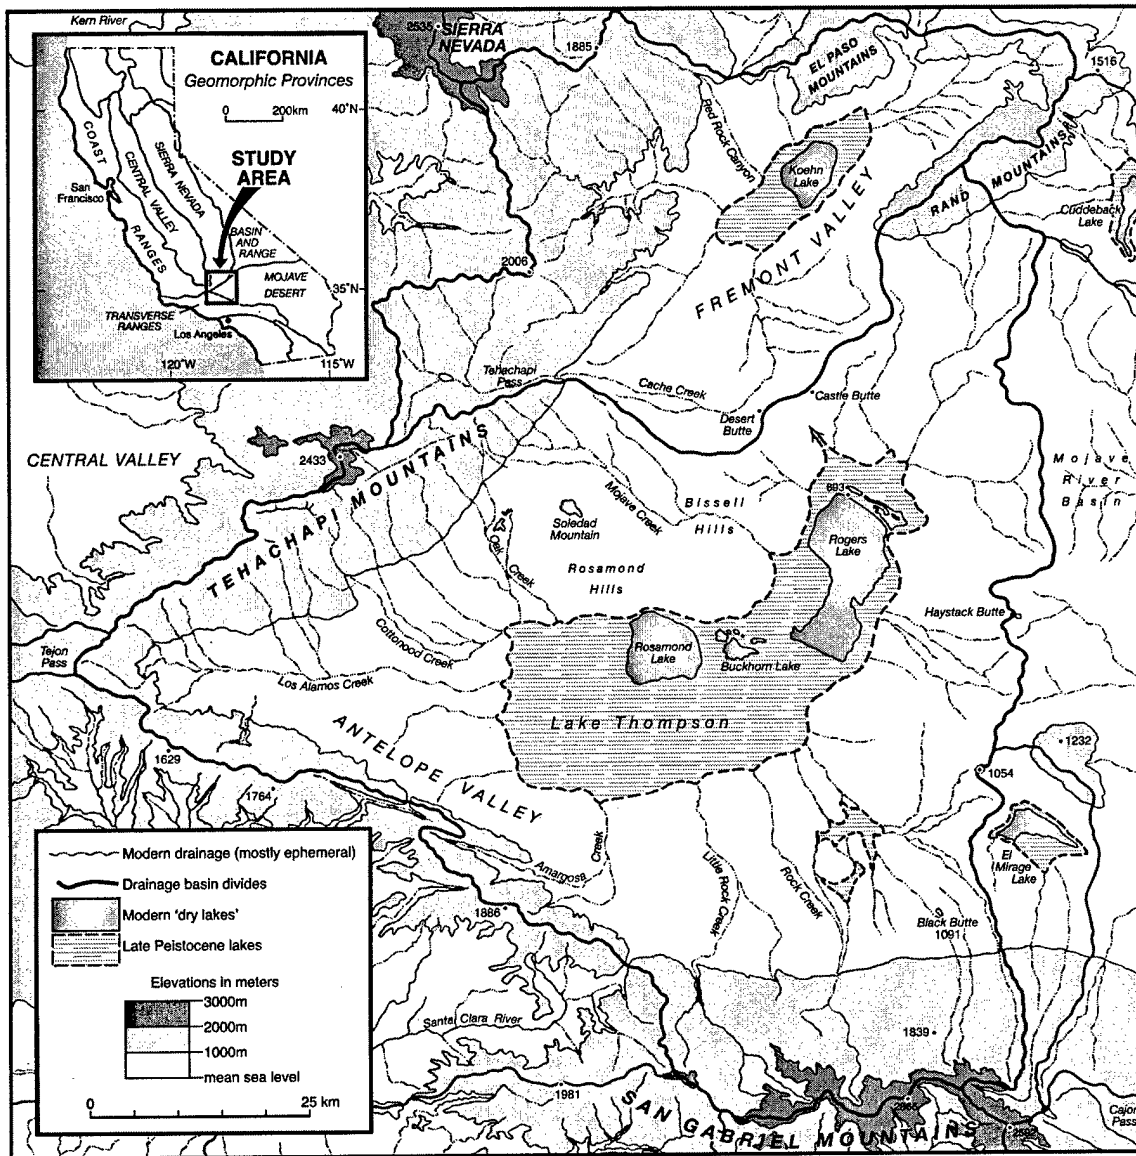 Kern River
2535
SIERRA
NEVADA
1885
EL PASO
MOUNTAINS
1516
CALIFORNIA
Geomorphic Provinces
0 200km
40°N
STUDY
AREA
COAST
RANGES
CENTRAL VALLEY
SIERRA NEVADA
San
Francisco
BASIN
AND
RANGE
MOJAVE
DESERT
35°N
TRANSVERSE
RANGES
Los Angeles
120°W
115°W
Red Rock Canyon
Koehn
Lake
RAND MOUNTAINS
Cuddeback
Lake
FREMONT VALLEY
2006
Tehachapi
Pass
Cache Creek
Desert
Butte
Castle Butte
CENTRAL VALLEY
2433
TEHACHAPI MOUNTAINS
Mojave
River
Basin
893
Mojave Creek
Bissell
Hills
Soledad
Mountain
Oak Creek
Rogers
Lake
Rosamond
Hills
Haystack Butte
Cottonood Creek
Rosamond
Lake
Buckhorn Lake
Tejon
Pass
Los Alamos Creek
Lake Thompson
ANTELOPE
VALLEY
1629
1764
1232
1054
El
Mirage
Lake
Amargosa
Creek
Little Rock Creek
Rock Creek
Black Butte
1091
1886
Modern drainage (mostly ephemeral)
Drainage basin divides
Modern 'dry lakes'
Late Peistocene lakes
Elevations in meters
3000m
2000m
1000m
mean sea level
0 25 km
Santa Clara River
1839
1981
SAN GABRIEL MOUNTAINS
Cajon
Pass